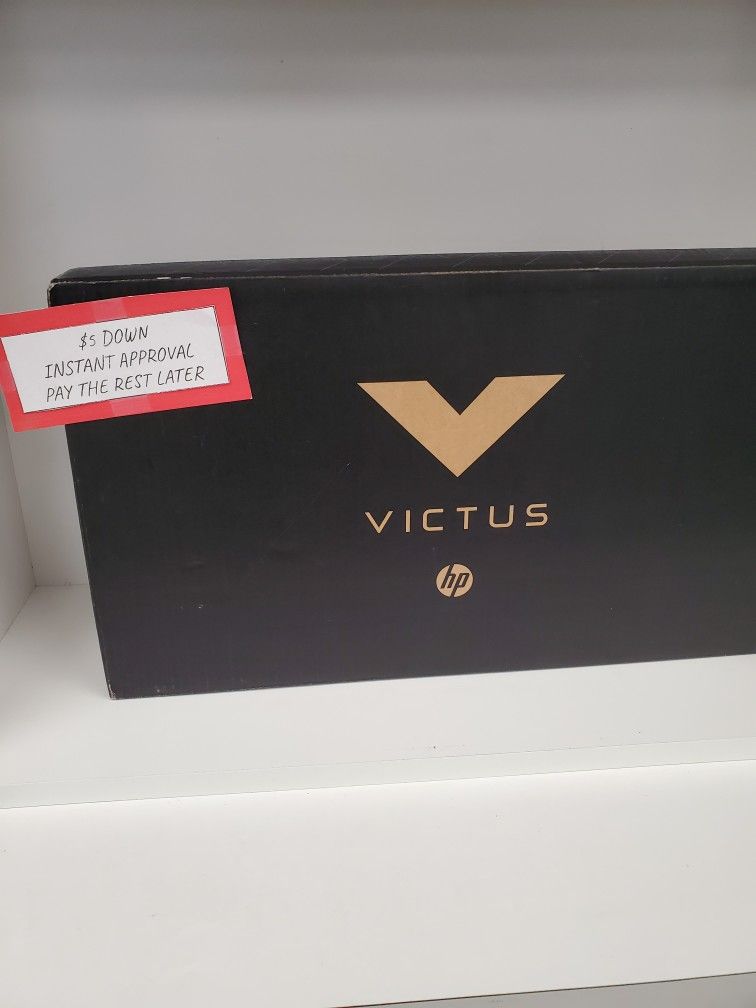 $5 DOWN
INSTANT APPROVAL
PAY THE REST LATER
VICTUS
hp